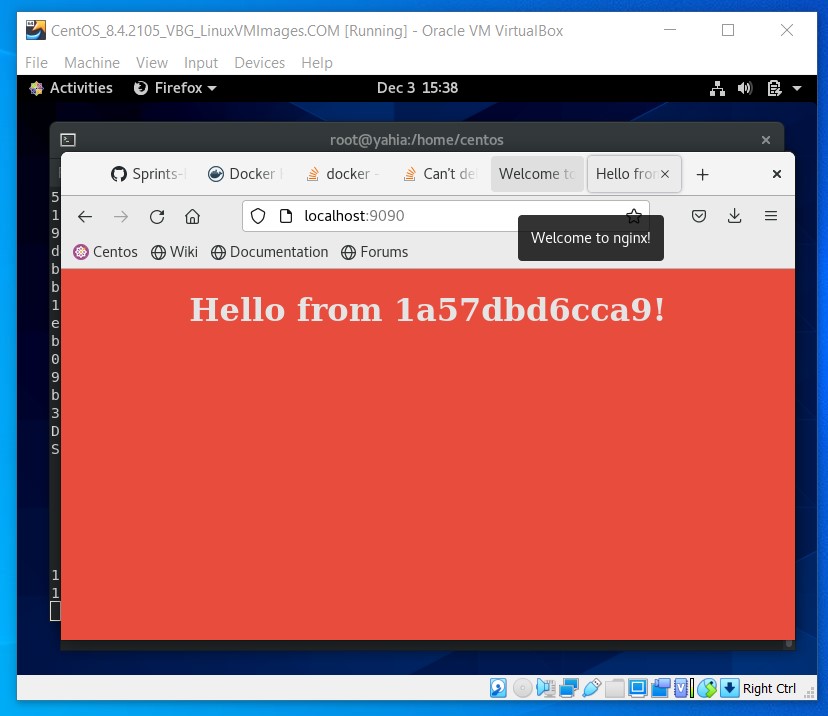 CentOS_8.4.2105_VBG_LinuxVMImages.COM [Running] - Oracle VM VirtualBox
File Machine View Input Devices Help
Activities Firefox Dec 3 15:38
root@yahia:/home/centos
Sprints- Docker docker - Can't de Welcome to Hello from
localhost:9090
Welcome to nginx!
Centos Wiki Documentation Forums
Hello from 1a57dbd6cca9!
5
1
9
d
b
b
1
e
b
0
9
b
3
D
S
1
1
Right Ctrl